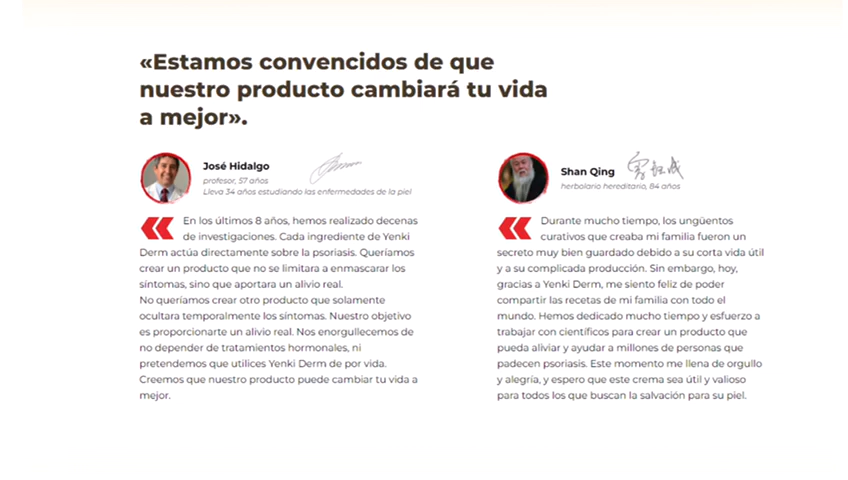 «Estamos convencidos de que
nuestro producto cambiará tu vida
a mejor».
José Hidalgo
profesor, 57 años
Lleva 34 años estudiando las enfermedades de la piel
En los últimos 8 años, hemos realizado decenas
de investigaciones. Cada ingrediente de Yenki
Derm actúa directamente sobre la psoriasis. Queríamos
crear un producto que no se limitara a enmascarar los
síntomas, sino que aportara un alivio real.
No queríamos crear otro producto que solamente
ocultara temporalmente los síntomas. Nuestro objetivo
es proporcionarte un alivio real. Nos enorgullecemos de
no depender de tratamientos hormonales, ni
pretendemos que utilices Yenki Derm de por vida.
Creemos que nuestro producto puede cambiar tu vida a
mejor.
Shan Qing
herbolario hereditario, 84 años
Durante mucho tiempo, los ungüentos
curativos que creaba mi familia fueron un
secreto muy bien guardado debido a su corta vida útil
y a su complicada producción. Sin embargo, hoy,
gracias a Yenki Derm, me siento feliz de poder
compartir las recetas de mi familia con todo el
mundo. Hemos dedicado mucho tiempo y esfuerzo a
trabajar con científicos para crear un producto que
pueda aliviar y ayudar a millones de personas que
padecen psoriasis. Este momento me llena de orgullo
y alegría, y espero que este crema sea útil y valioso
para todos los que buscan la salvación para su piel.